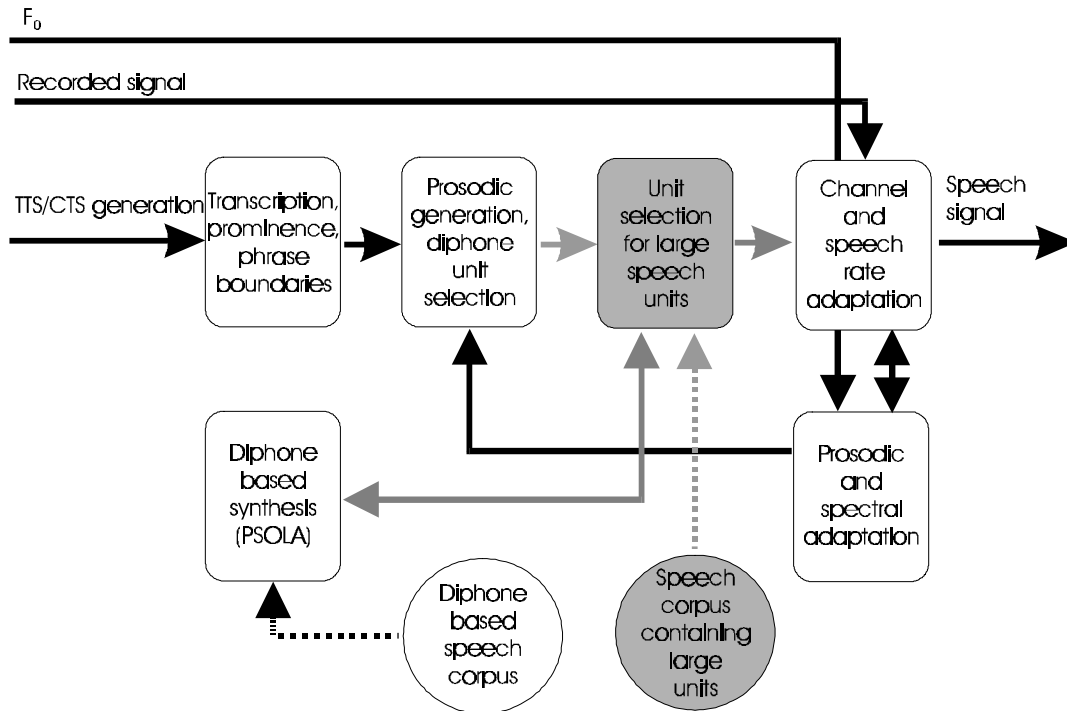 F0
Recorded signal
TTS/CTS generation
Transcription,
prominence,
phrase
boundaries
Prosodic
generation,
diphone
unit
selection
Unit
selection
for large
speech
units
Channel
and
speech
rate
adaptation
Speech
signal
Diphone
based
synthesis
(PSOLA)
Prosodic
and
spectral
adaptation
Diphone
based
speech
corpus
Speech
corpus
containing
large
units